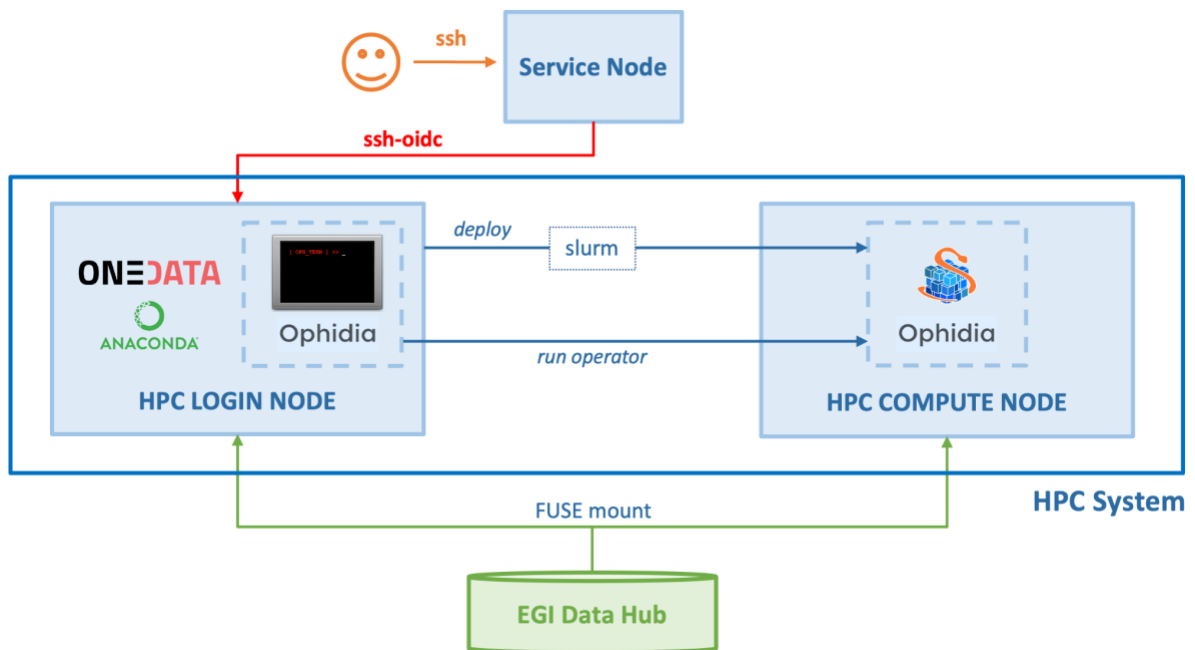 ssh
Service Node
ssh-oidc
deploy
slurm
ONEDATA
ANACONDA
Ophidia
Ophidia
run operator
HPC LOGIN NODE
HPC COMPUTE NODE
HPC System
FUSE mount
EGI Data Hub